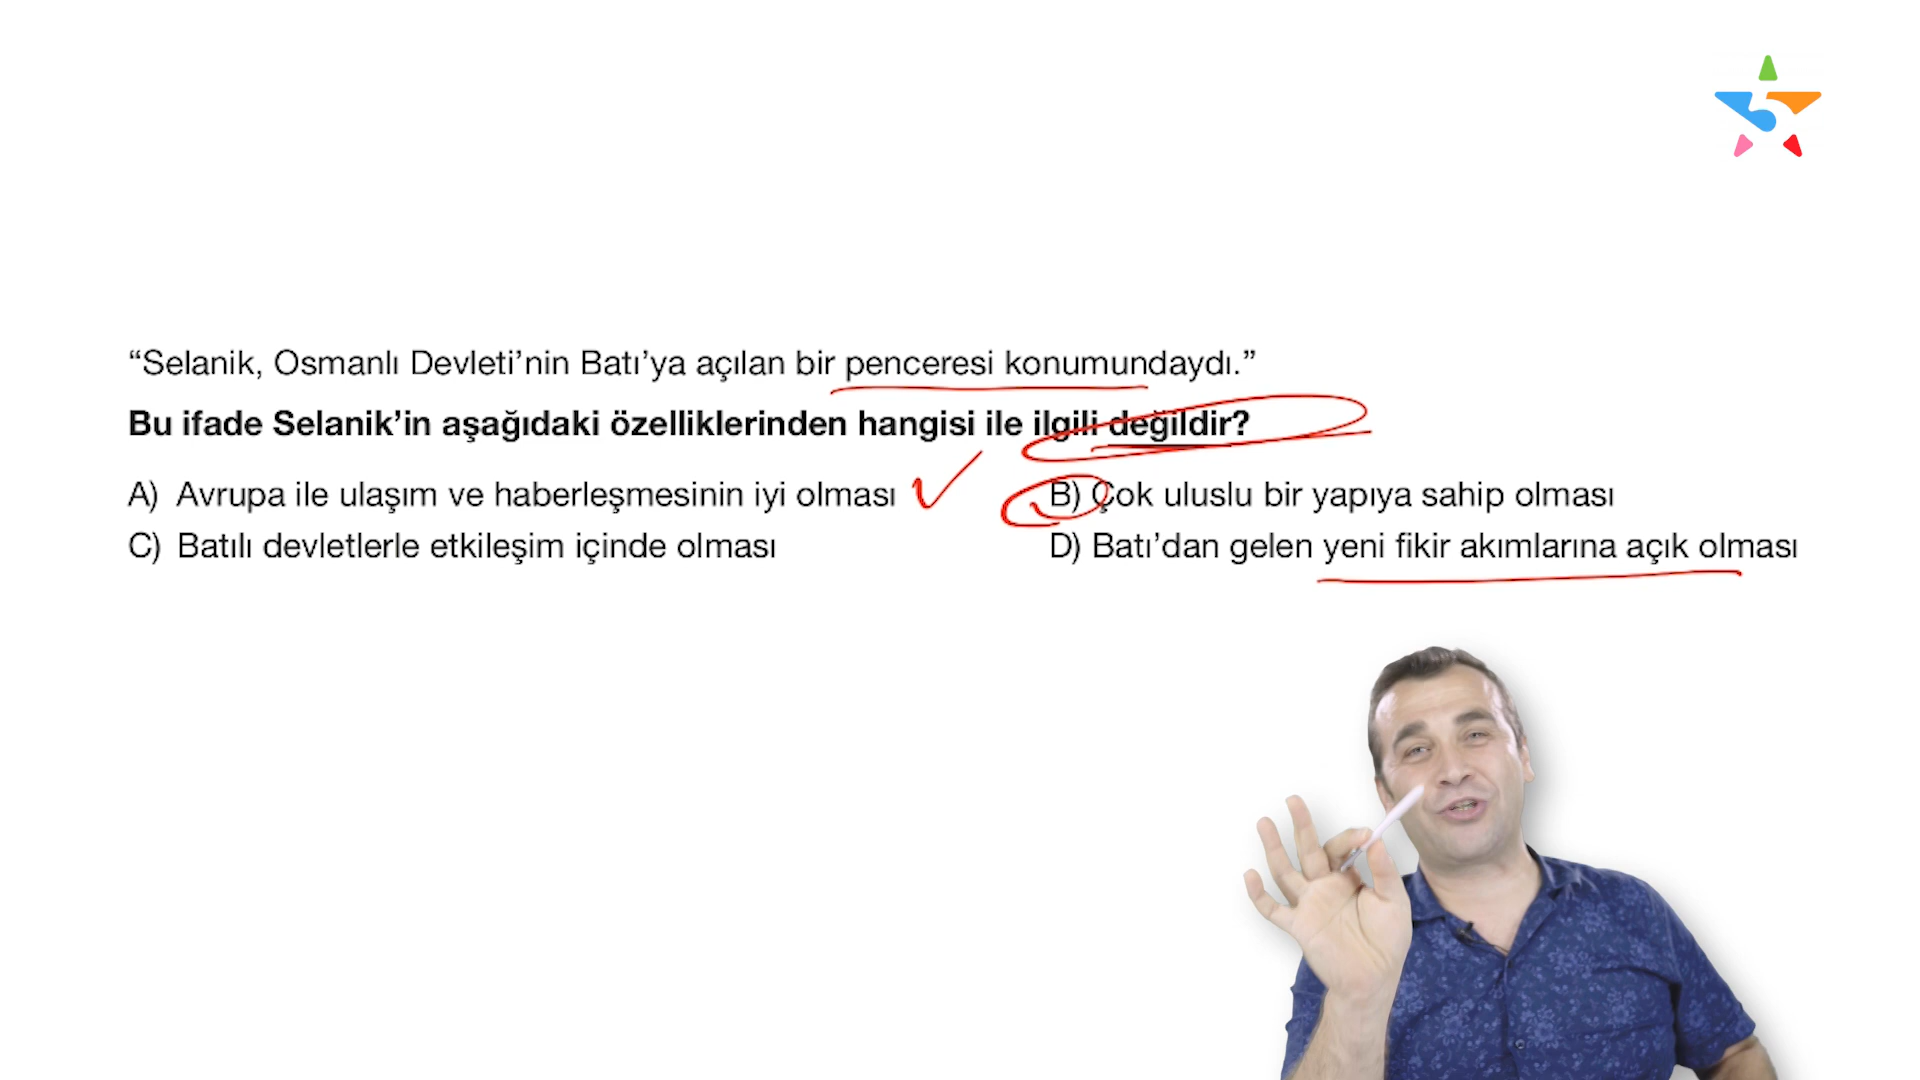 “Selanik, Osmanlı Devleti’nin Batı’ya açılan bir penceresi konumundaydı.”
Bu ifade Selanik’in aşağıdaki özelliklerinden hangisi ile ilgili değildir?
A) Avrupa ile ulaşım ve haberleşmesinin iyi olması
B) Çok uluslu bir yapıya sahip olması
C) Batılı devletlerle etkileşim içinde olması
D) Batı’dan gelen yeni fikir akımlarına açık olması